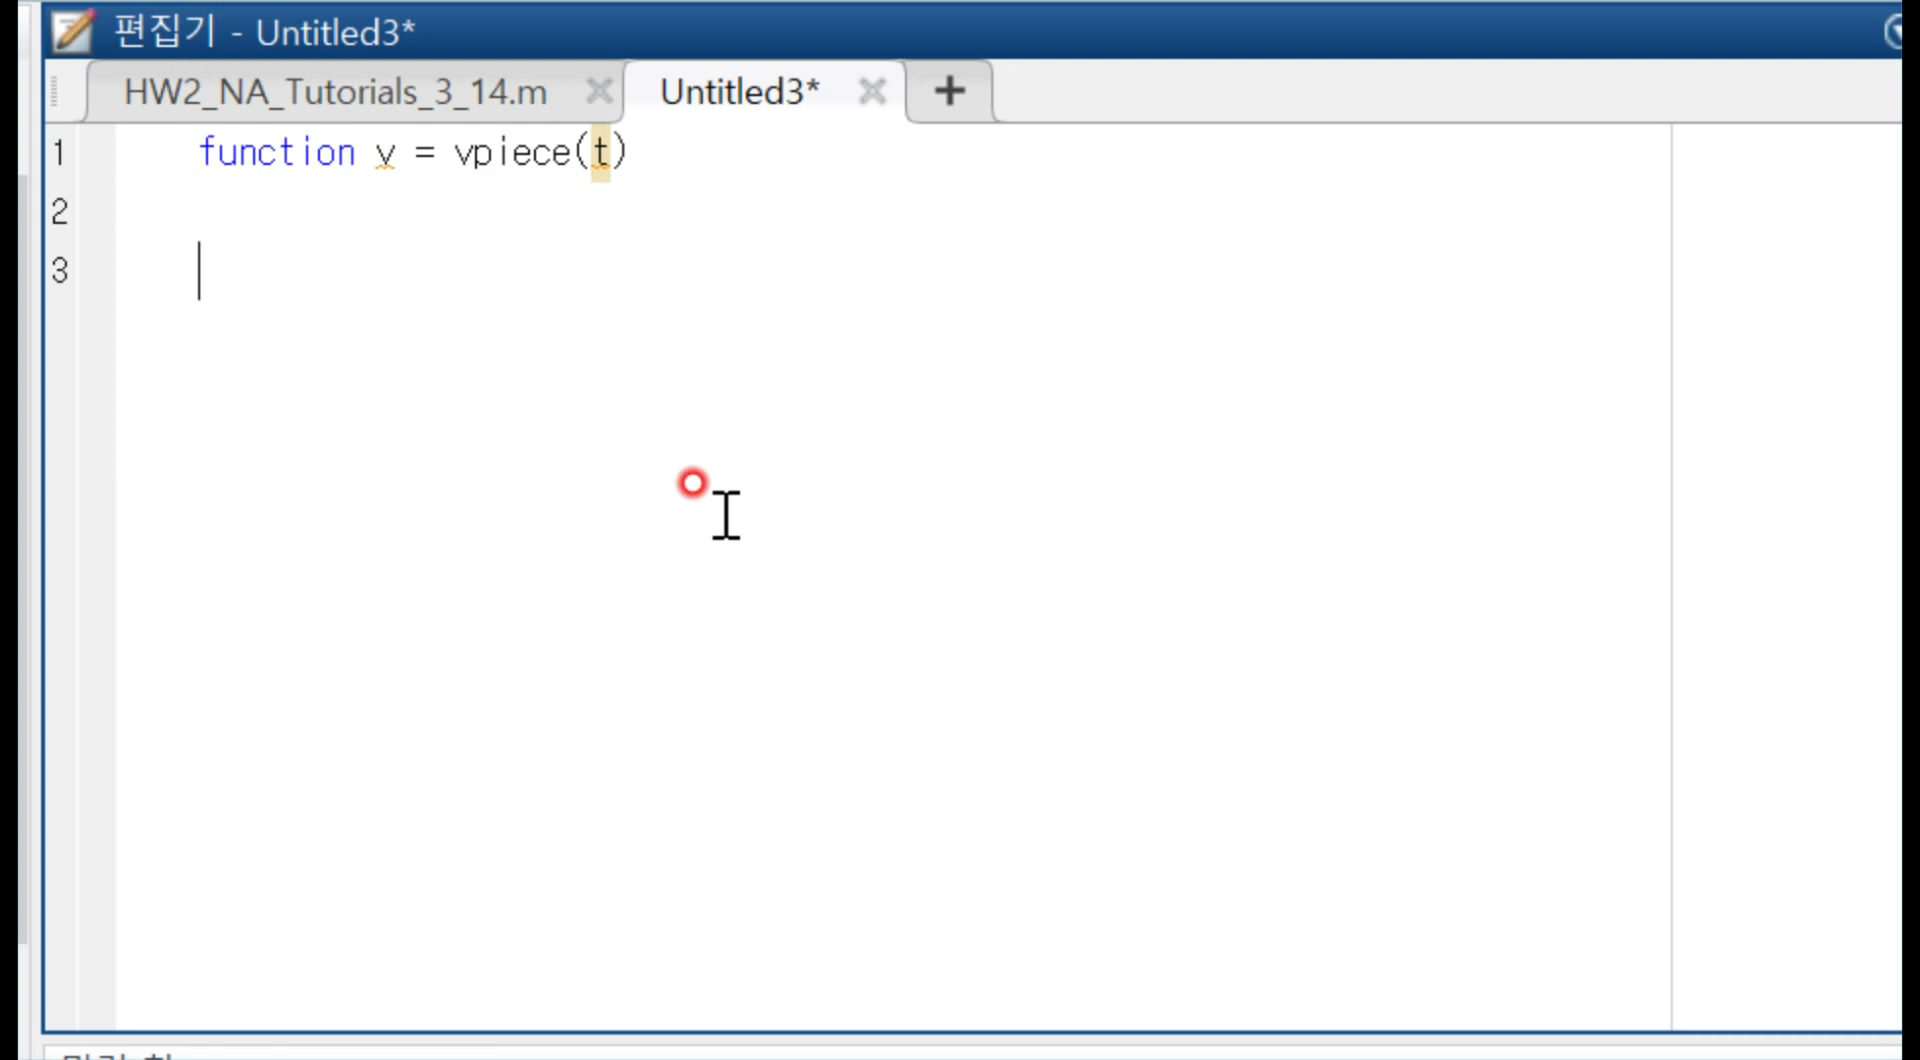 편집기 - Untitled3*
HW2_NA_Tutorials_3_14.m
Untitled3*
1 function v = vpiece(t)
2
3